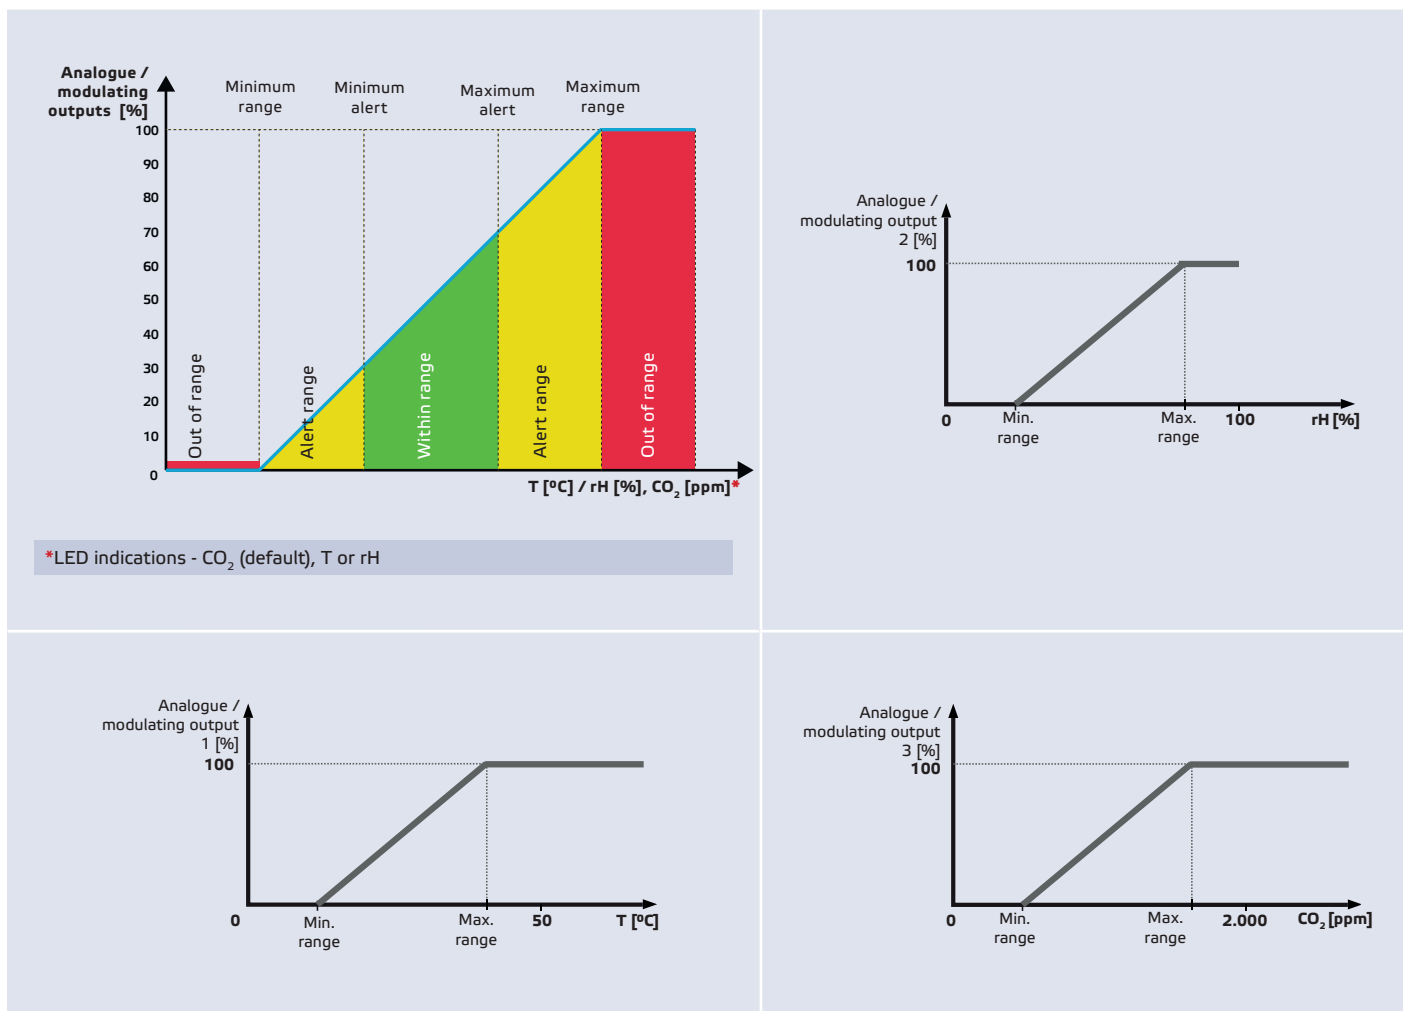 Analogue /
modulating
outputs [%]
Minimum
range
Minimum
alert
Maximum
alert
Maximum
range
100
90
80
70
60
50
40
30
20
10
0
Out of range
Alert range
Within range
Alert range
Out of range
T [ºC] / rH [%], CO₂ [ppm]*
*LED indications - CO₂ (default), T or rH
Analogue /
modulating output
2 [%]
100
0
Min.
range
Max.
range
100
rH [%]
Analogue /
modulating output
1 [%]
100
0
Min.
range
Max.
range
50
T [ºC]
Analogue /
modulating output
3 [%]
100
0
Min.
range
Max.
range
2.000
CO₂ [ppm]